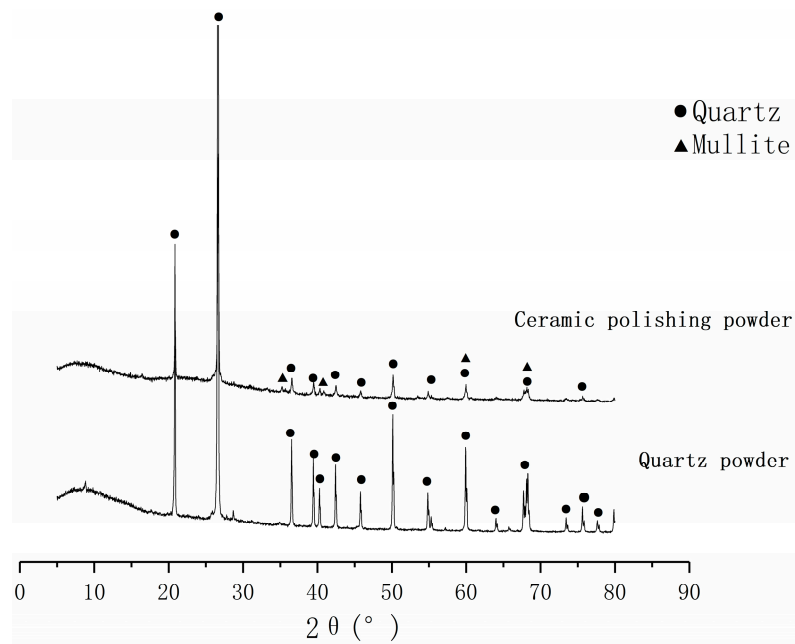 ● Quartz
▲ Mullite
Ceramic polishing powder
Quartz powder
0 10 20 30 40 50 60 70 80 90
2θ(°)